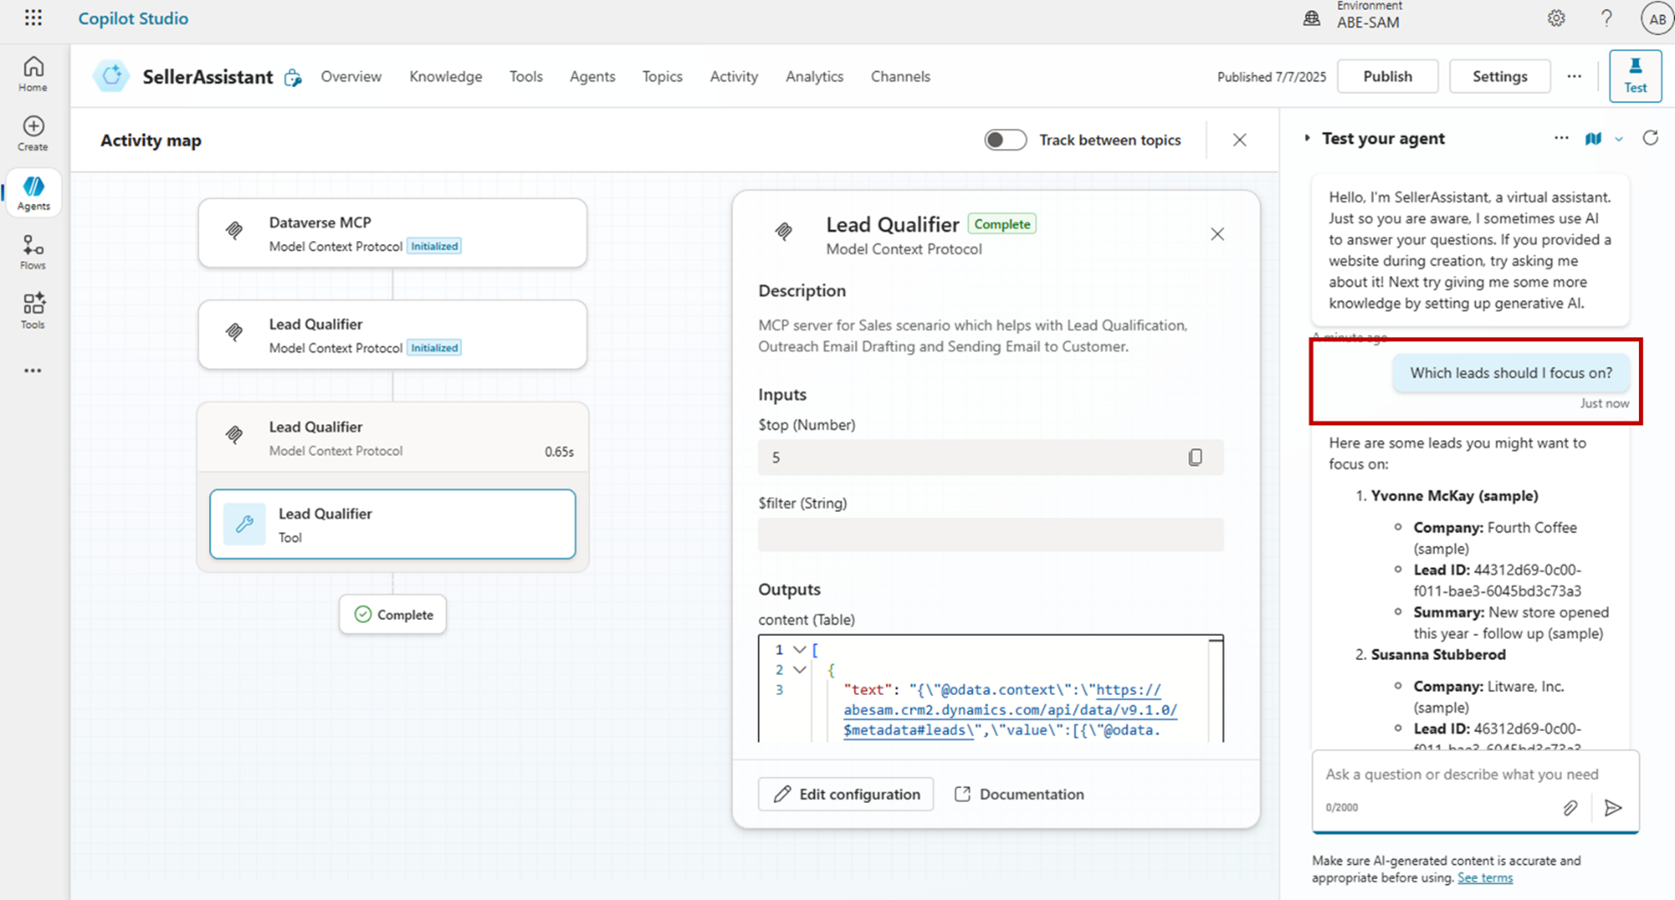 Copilot Studio
Environment
ABE-SAM
AB
Home
Create
Agents
Flows
Tools
SellerAssistant
Overview
Knowledge
Tools
Agents
Topics
Activity
Analytics
Channels
Published 7/7/2025
Publish
Settings
Test
Activity map
Track between topics
Dataverse MCP
Model Context Protocol Initialized
Lead Qualifier
Model Context Protocol Initialized
Lead Qualifier
Model Context Protocol
0.65s
Lead Qualifier
Tool
Complete
Lead Qualifier Complete
Model Context Protocol
Description
MCP server for Sales scenario which helps with Lead Qualification,
Outreach Email Drafting and Sending Email to Customer.
Inputs
$top (Number)
5
$filter (String)
Outputs
content (Table)
1 [
2 {
3 "text": "{\"@odata.context\":\"https://
abesam.crm2.dynamics.com/api/data/v9.1.0/
$metadata#leads\",\"value\":[{\"@odata.
Edit configuration
Documentation
Test your agent
Hello, I'm SellerAssistant, a virtual assistant.
Just so you are aware, I sometimes use AI
to answer your questions. If you provided a
website during creation, try asking me
about it! Next try giving me some more
knowledge by setting up generative AI.
A minute ago
Which leads should I focus on?
Just now
Here are some leads you might want to
focus on:
1. Yvonne McKay (sample)
Company: Fourth Coffee
(sample)
Lead ID: 44312d69-0c00-
f011-bae3-6045bd3c73a3
Summary: New store opened
this year - follow up (sample)
2. Susanna Stubberod
Company: Litware, Inc.
(sample)
Lead ID: 46312d69-0c00-
f011-bae3-6045bd3c73a3
Ask a question or describe what you need
0/2000
Make sure AI-generated content is accurate and
appropriate before using. See terms